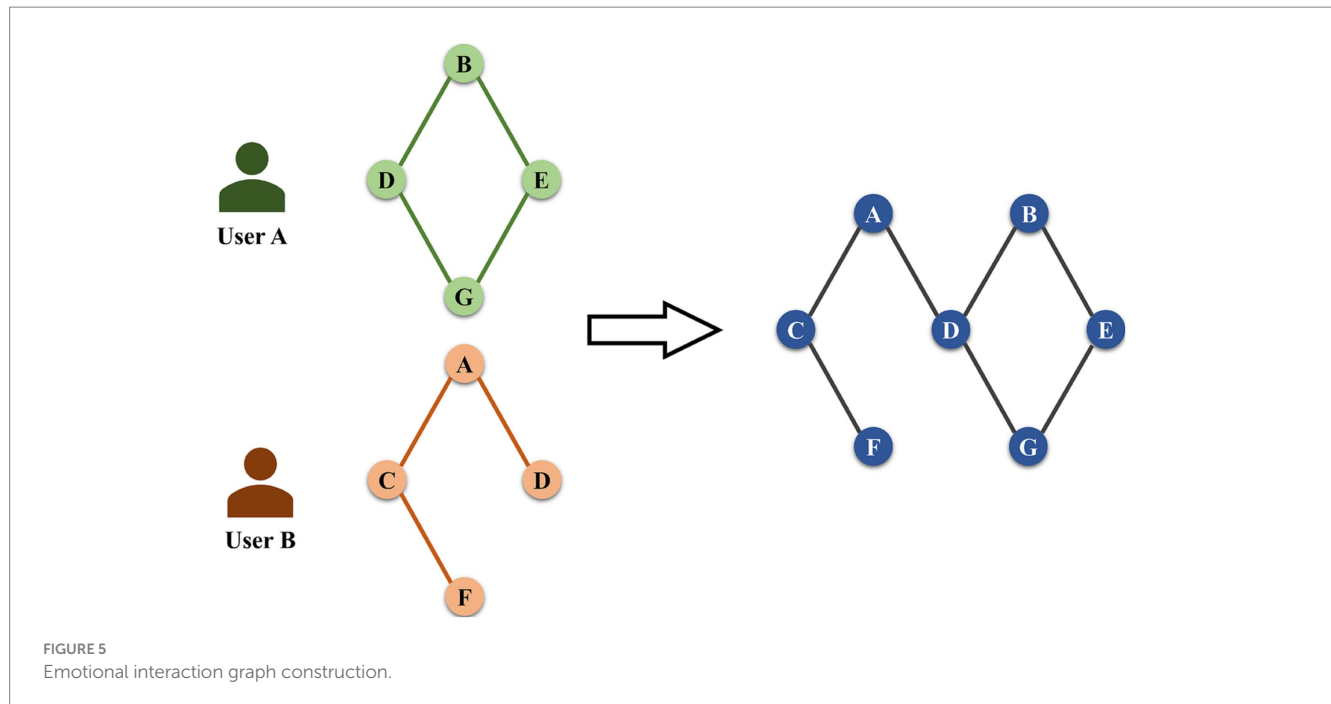 B
D
E
User A
G
A
B
C
D
E
F
G
A
C
D
User B
F
FIGURE 5
Emotional interaction graph construction.